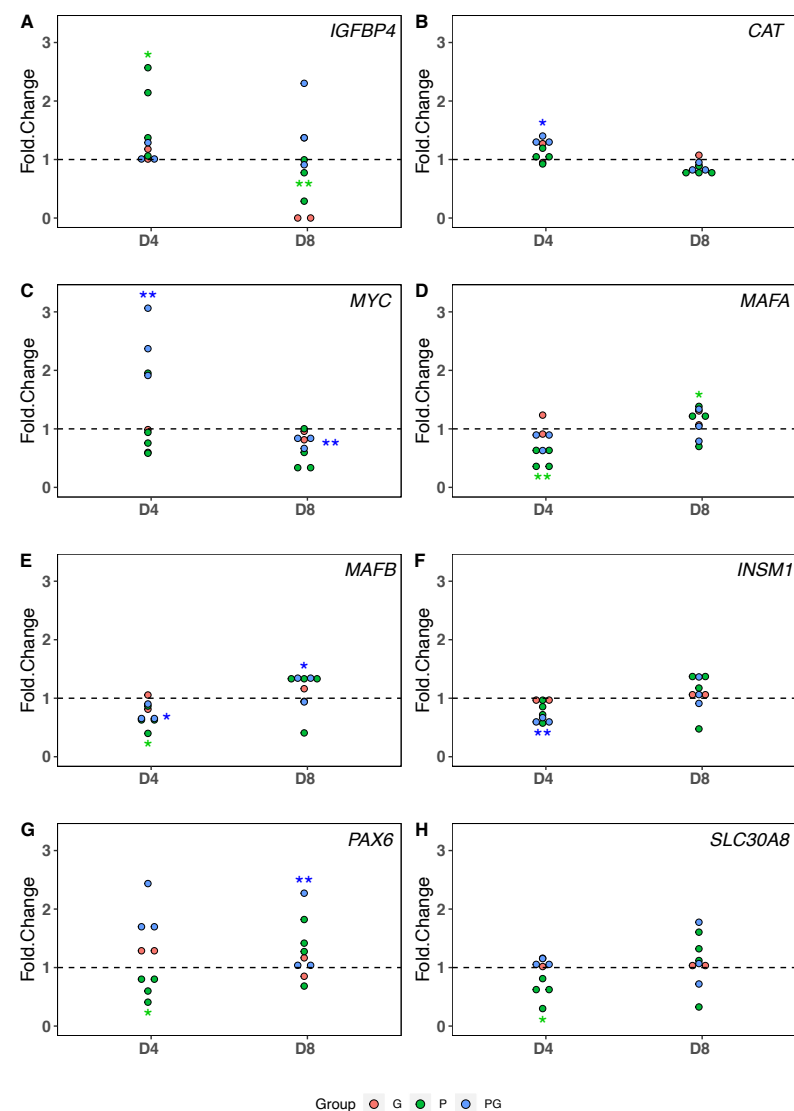 A IGFBP4 B CAT
3 3
Fold.Change 2 Fold.Change 2
* *
1 1
**
0 0
D4 D8 D4 D8
C MYC D MAFA
** 3 3
Fold.Change 2 Fold.Change 2
*
1 1
**
0 ** 0
D4 D8 D4 D8
E MAFB F INSM1
3 3
Fold.Change 2 Fold.Change 2
*
1 1
* **
0 * 0
D4 D8 D4 D8
G PAX6 H SLC30A8
3 3
**
Fold.Change 2 Fold.Change 2
1 1
0 * 0 *
D4 D8 D4 D8
Group G P PG